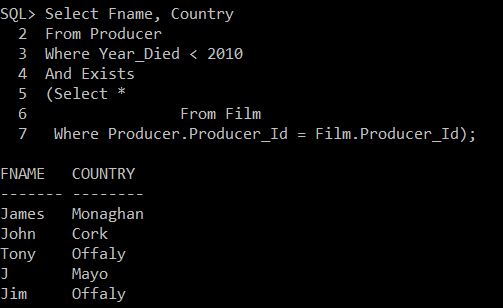 SQL> Select Fname, Country
2 From Producer
3 Where Year_Died < 2010
4 And Exists
5 (Select *
6 From Film
7 Where Producer.Producer_Id = Film.Producer_Id);
FNAME COUNTRY
------- --------
James Monaghan
John Cork
Tony Offaly
J Mayo
Jim Offaly